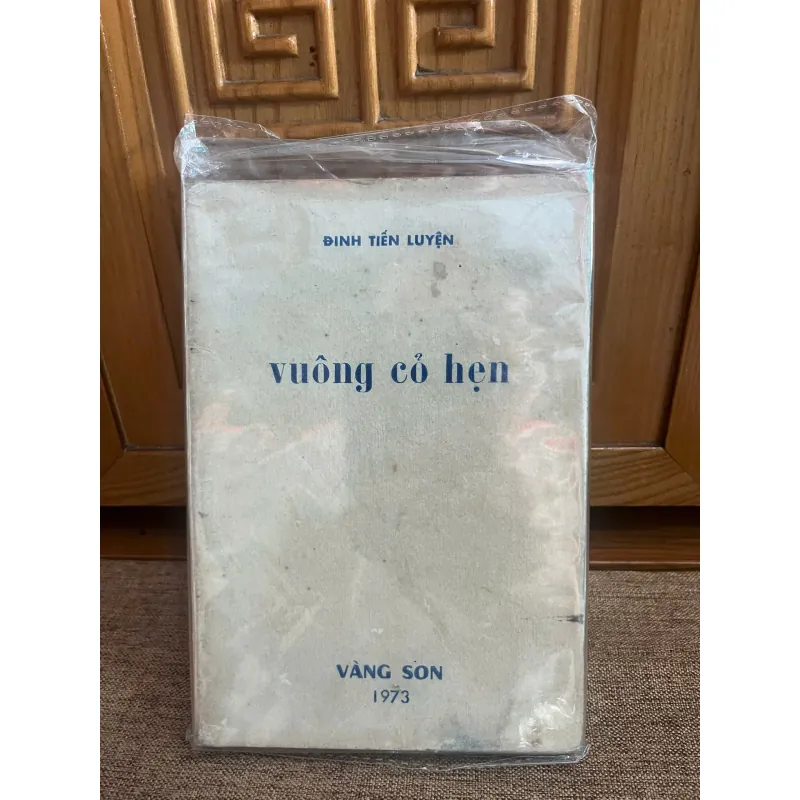 ĐINH TIẾN LUYỆN
vuông cỏ hẹn
VÀNG SON
1973